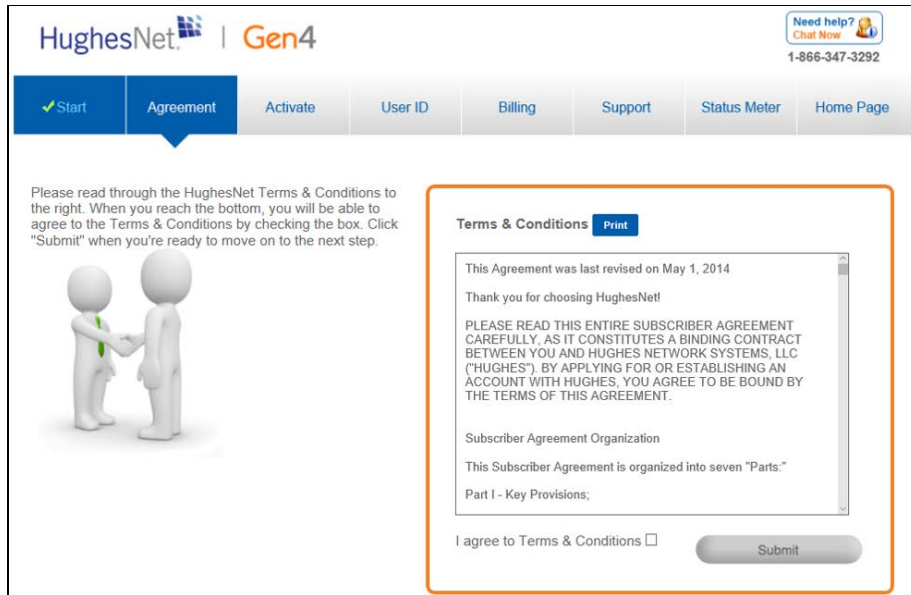 HughesNet. | Gen4
Need help?
Chat Now
1-866-347-3292
Start
Agreement
Activate
User ID
Billing
Support
Status Meter
Home Page
Please read through the HughesNet Terms & Conditions to
the right. When you reach the bottom, you will be able to
agree to the Terms & Conditions by checking the box. Click
"Submit" when you're ready to move on to the next step.
Terms & Conditions Print
This Agreement was last revised on May 1, 2014
Thank you for choosing HughesNet!
PLEASE READ THIS ENTIRE SUBSCRIBER AGREEMENT
CAREFULLY, AS IT CONSTITUTES A BINDING CONTRACT
BETWEEN YOU AND HUGHES NETWORK SYSTEMS, LLC
("HUGHES"). BY APPLYING FOR OR ESTABLISHING AN
ACCOUNT WITH HUGHES, YOU AGREE TO BE BOUND BY
THE TERMS OF THIS AGREEMENT.
Subscriber Agreement Organization
This Subscriber Agreement is organized into seven "Parts:"
Part I - Key Provisions;
I agree to Terms & Conditions
Submit